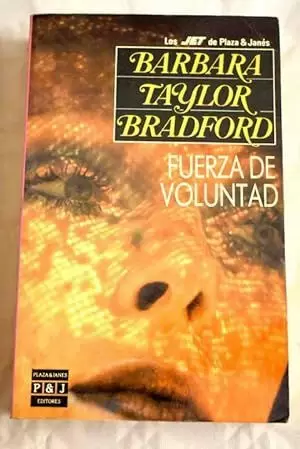 Los JET de Plaza & Janés
BARBARA
TAYLOR
BRADFORD
FUERZA DE
VOLUNTAD
PLAZA & JANES
P&J
EDITORES